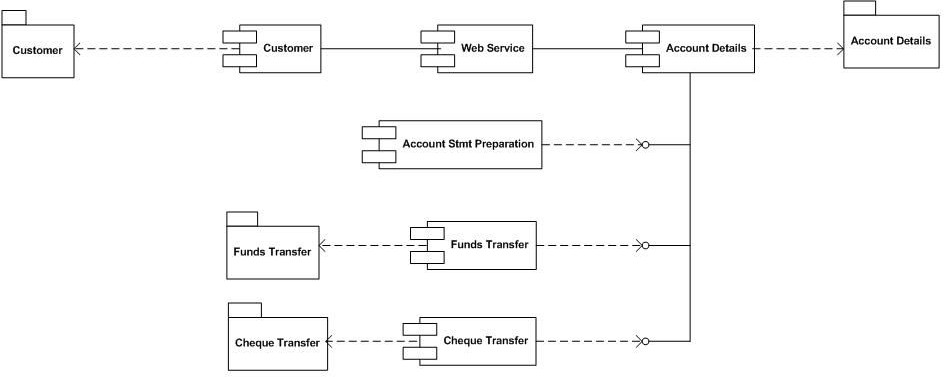 Customer
Customer
Web Service
Account Details
Account Details
Account Stmt Preparation
Funds Transfer
Funds Transfer
Cheque Transfer
Cheque Transfer